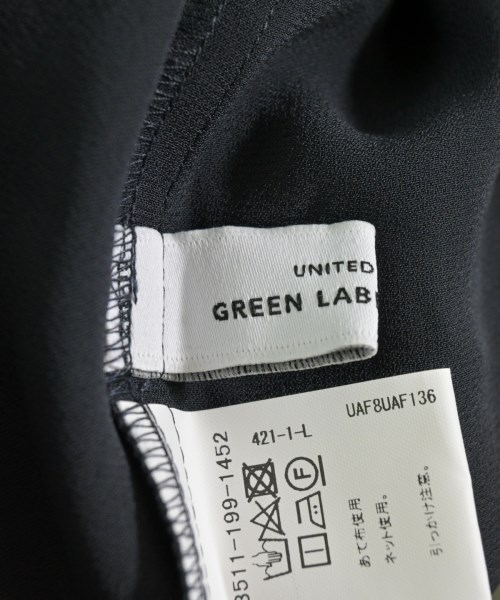 UNITED
GREEN LAB
UAF8UAF136
421-1-L
3511-199-1452
F
あて布使用
ネット使用。
引っかけ注意。